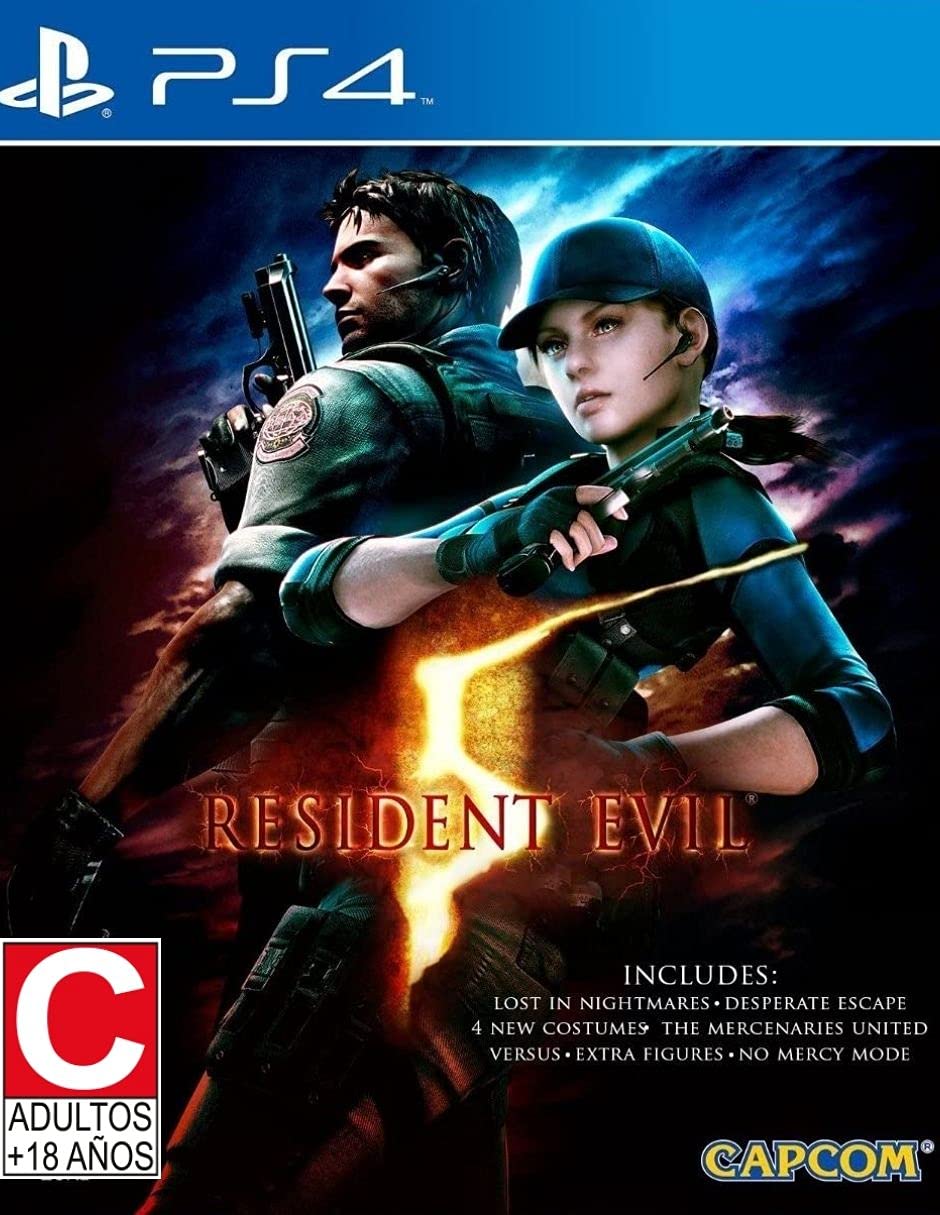 PS4™
RESIDENT EVIL®
5
INCLUDES:
LOST IN NIGHTMARES • DESPERATE ESCAPE
4 NEW COSTUMES • THE MERCENARIES UNITED
VERSUS • EXTRA FIGURES • NO MERCY MODE
C
ADULTOS
+18 AÑOS
CAPCOM®